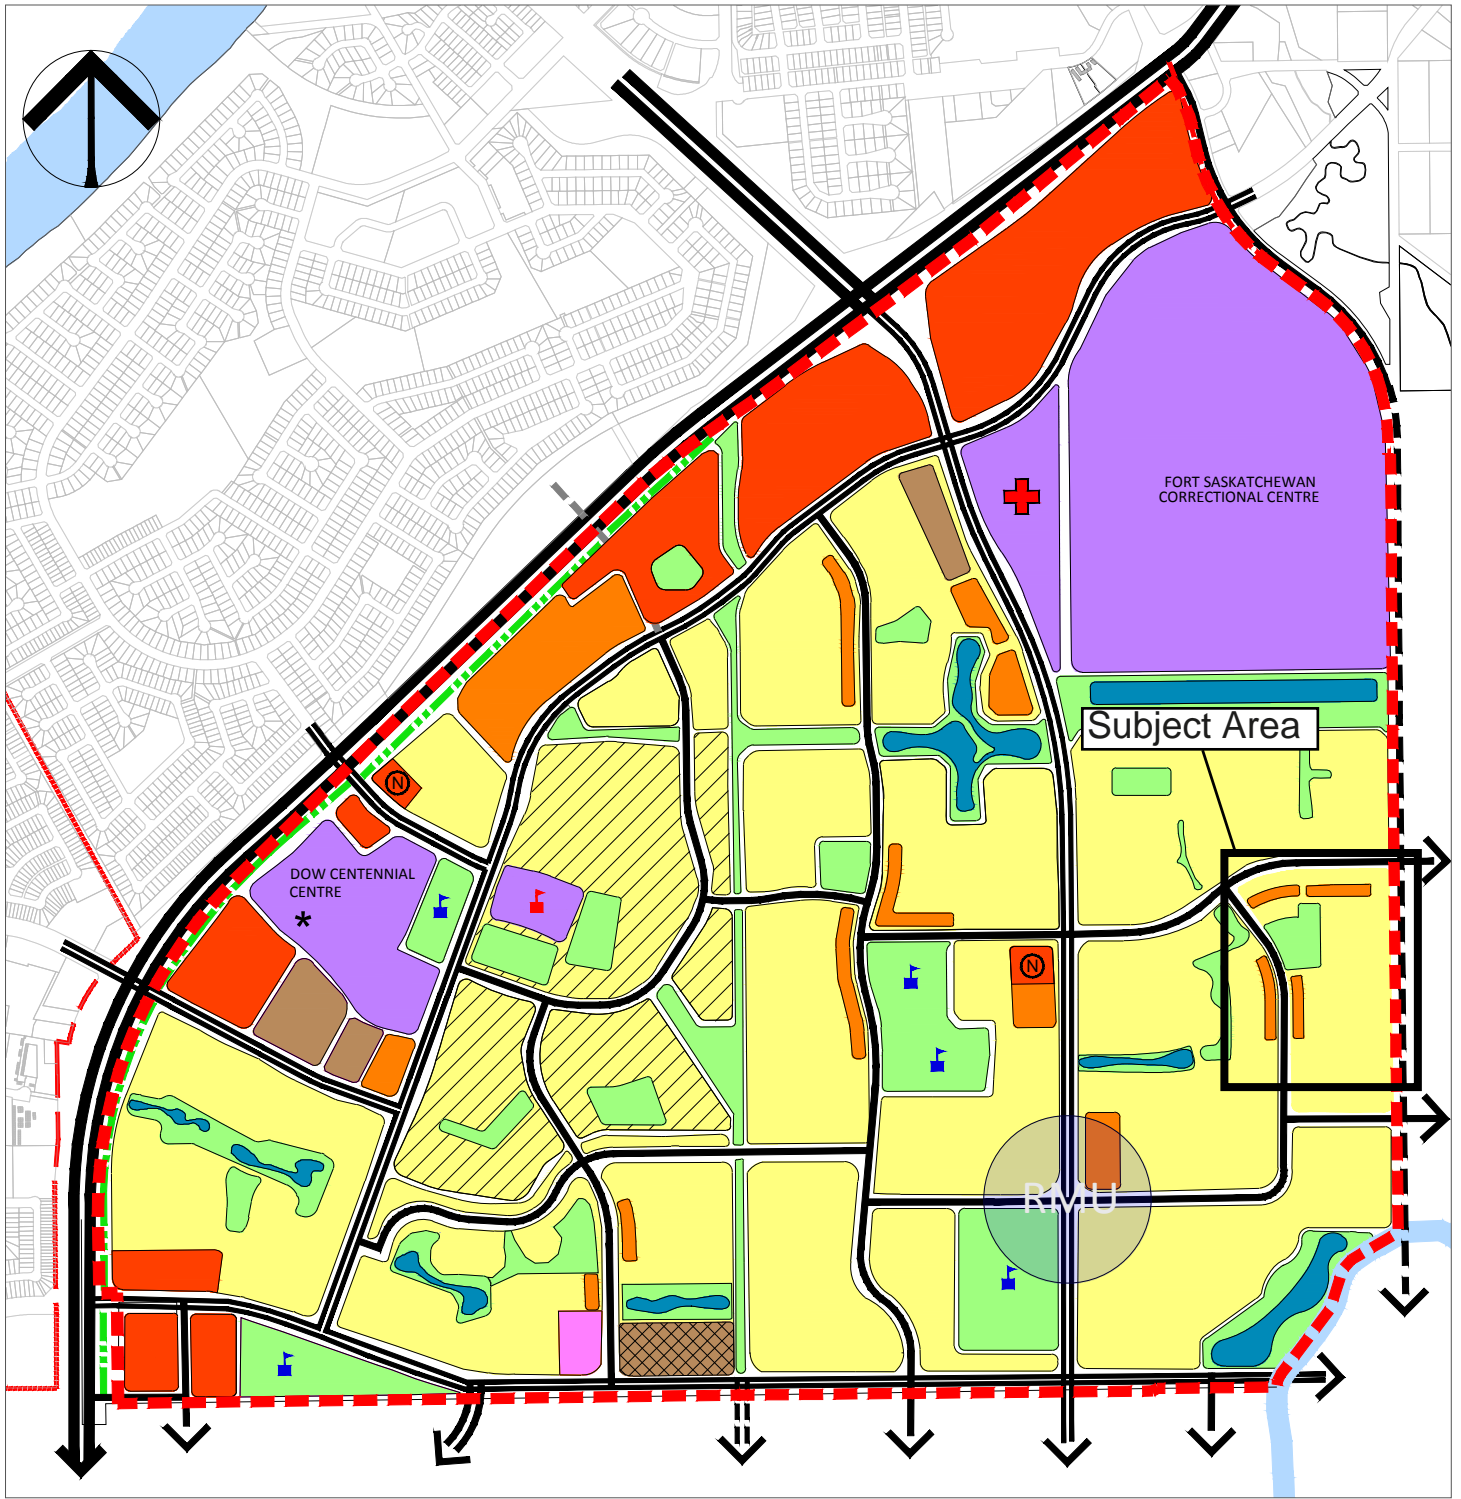 FORT SASKATCHEWAN
CORRECTIONAL CENTRE
Subject Area
N
DOW CENTENNIAL
CENTRE
*
N
RMU